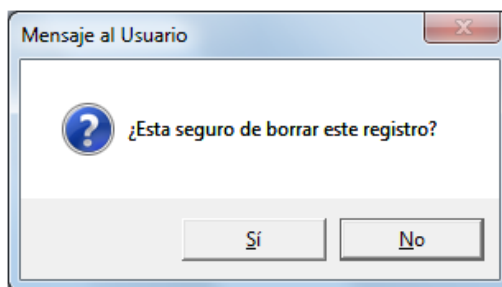 Mensaje al Usuario
¿Esta seguro de borrar este registro?
Sí No